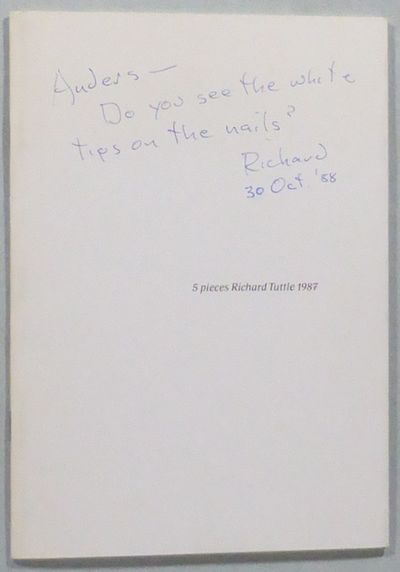 Anders —
Do you see the white
tips on the nails?
Richard
30 Oct. '88
5 pieces Richard Tuttle 1987